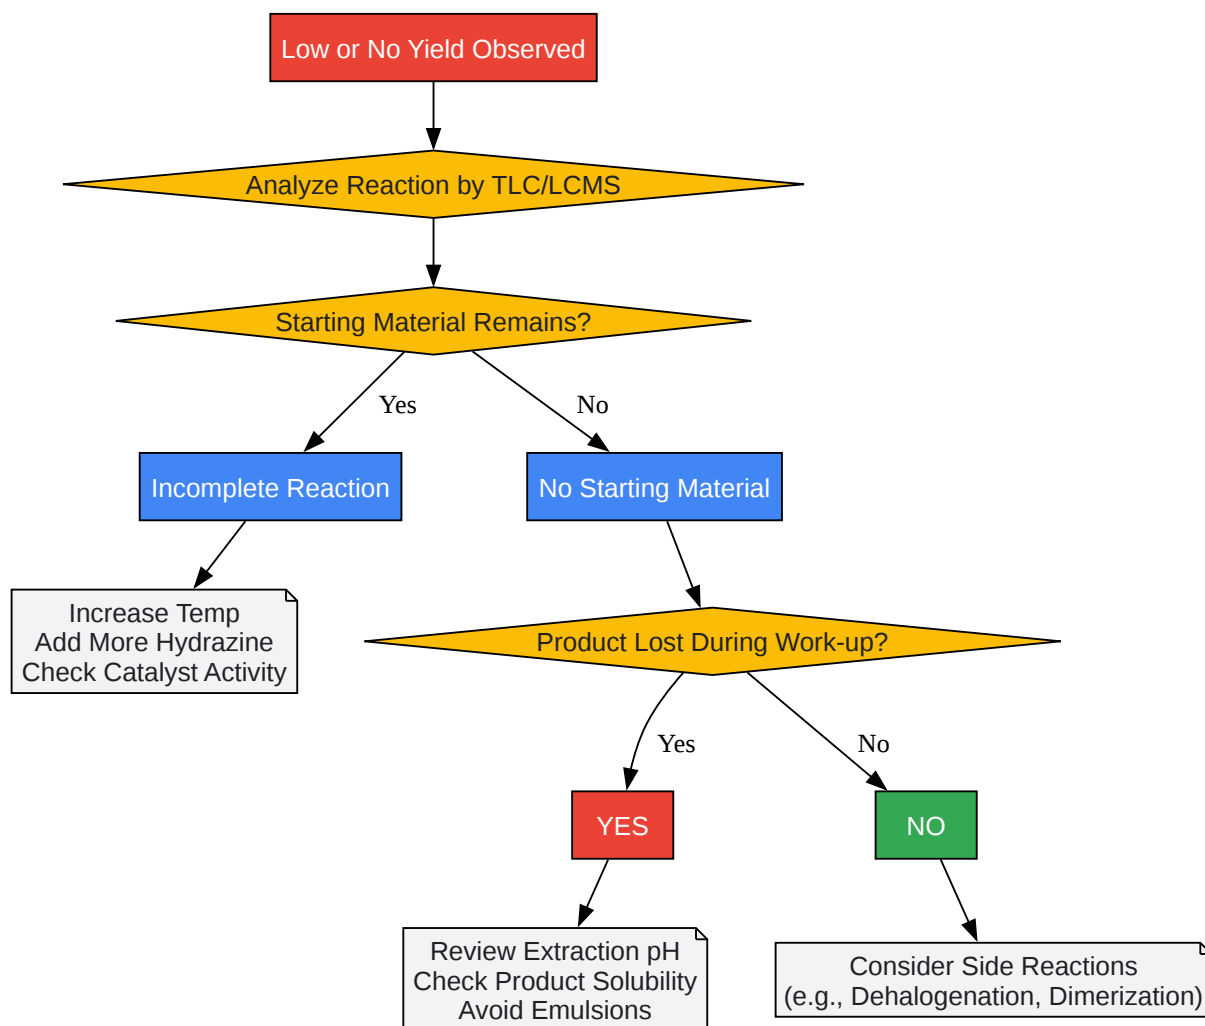 Low or No Yield Observed
Analyze Reaction by TLC/LCMS
Starting Material Remains?
Yes
No
Incomplete Reaction
No Starting Material
Increase Temp
Add More Hydrazine
Check Catalyst Activity
Product Lost During Work-up?
Yes
No
YES
NO
Review Extraction pH
Check Product Solubility
Avoid Emulsions
Consider Side Reactions
(e.g., Dehalogenation, Dimerization)